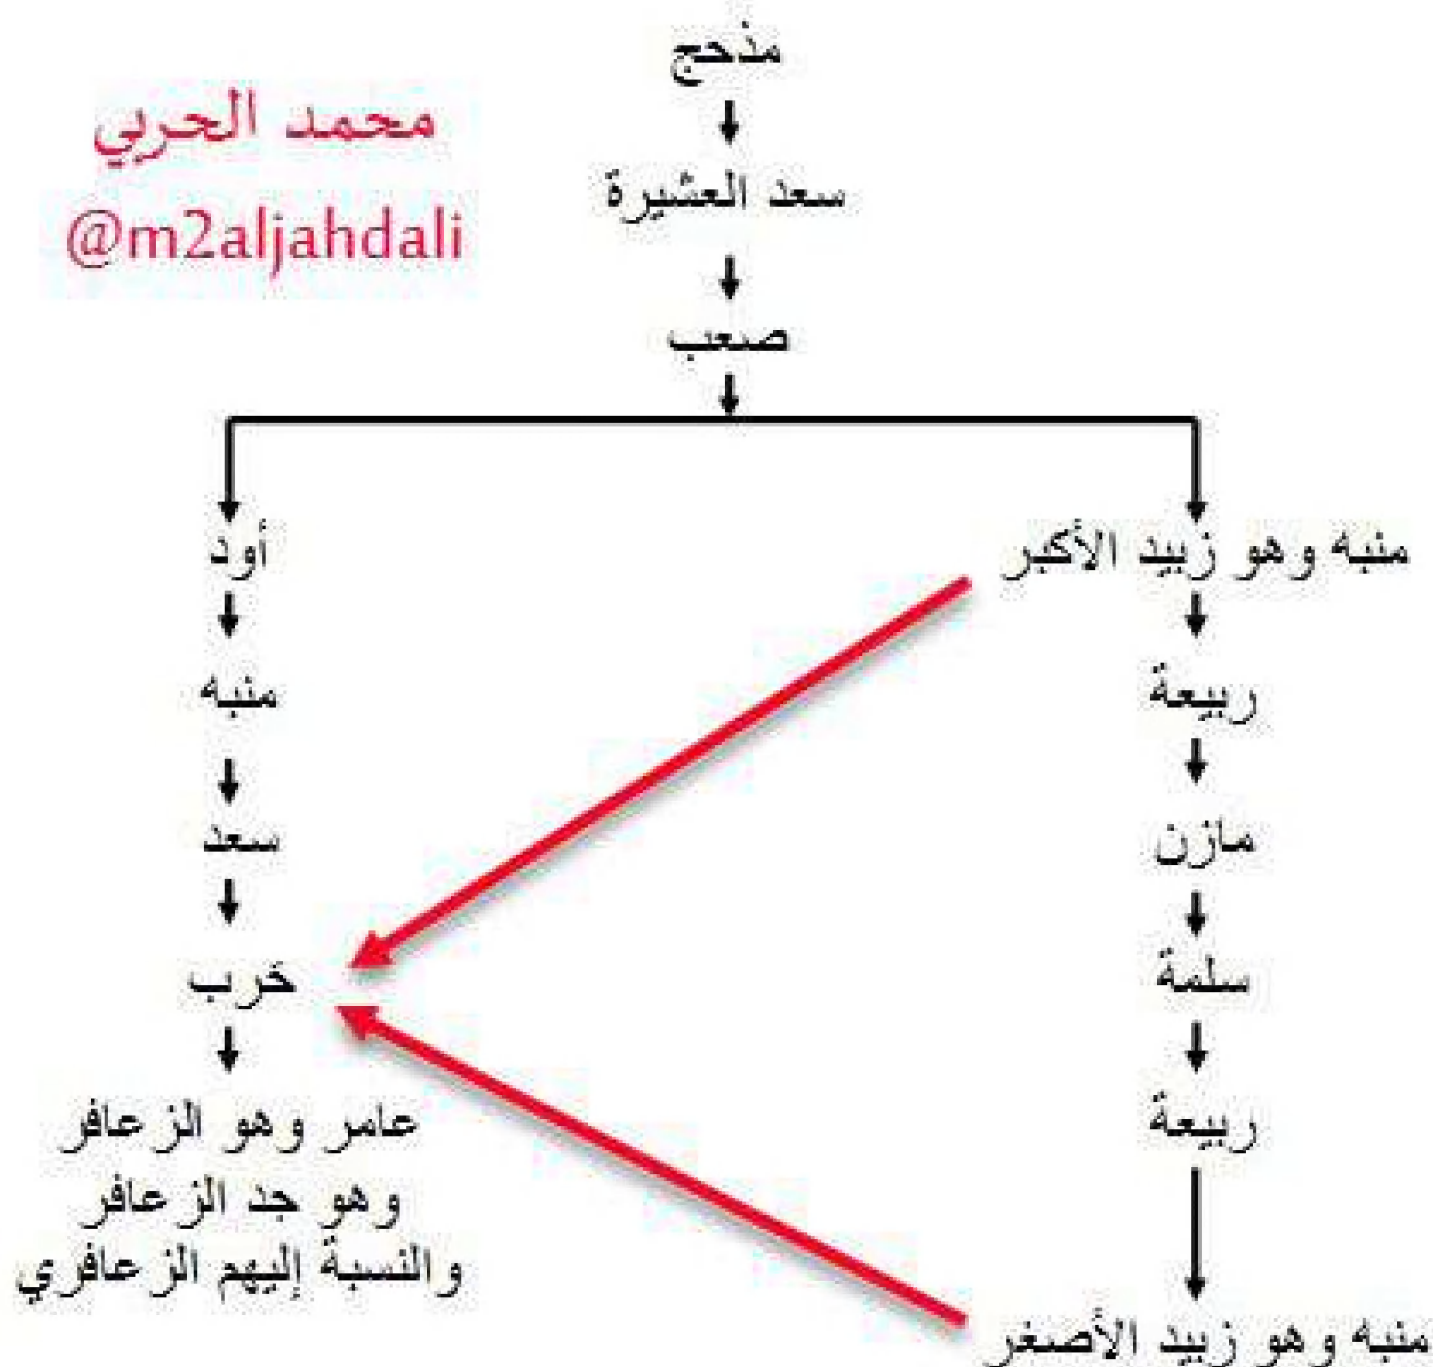 مذحج
محمد الحربي
@m2aljahdali
سعد العشيرة
صعب
منبه وهو زبيد الأكبر
أود
ربيعة
منبه
مازن
سعد
سلمة
خرب
ربيعة
عامر وهو الزعافر
وهو جد الزعافر
والنسبة إليهم الزعافري
منبه وهو زبيد الأصغر